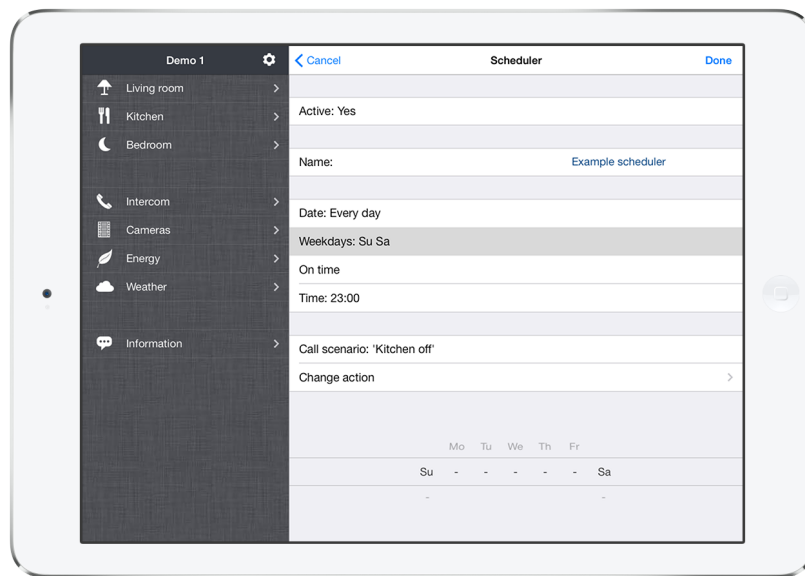 Demo 1
Living room
Kitchen
Bedroom
Intercom
Cameras
Energy
Weather
Information
Cancel Scheduler Done
Active: Yes
Name: Example scheduler
Date: Every day
Weekdays: Su Sa
On time
Time: 23:00
Call scenario: 'Kitchen off'
Change action
Mo Tu We Th Fr
Su - - - - - Sa
- -